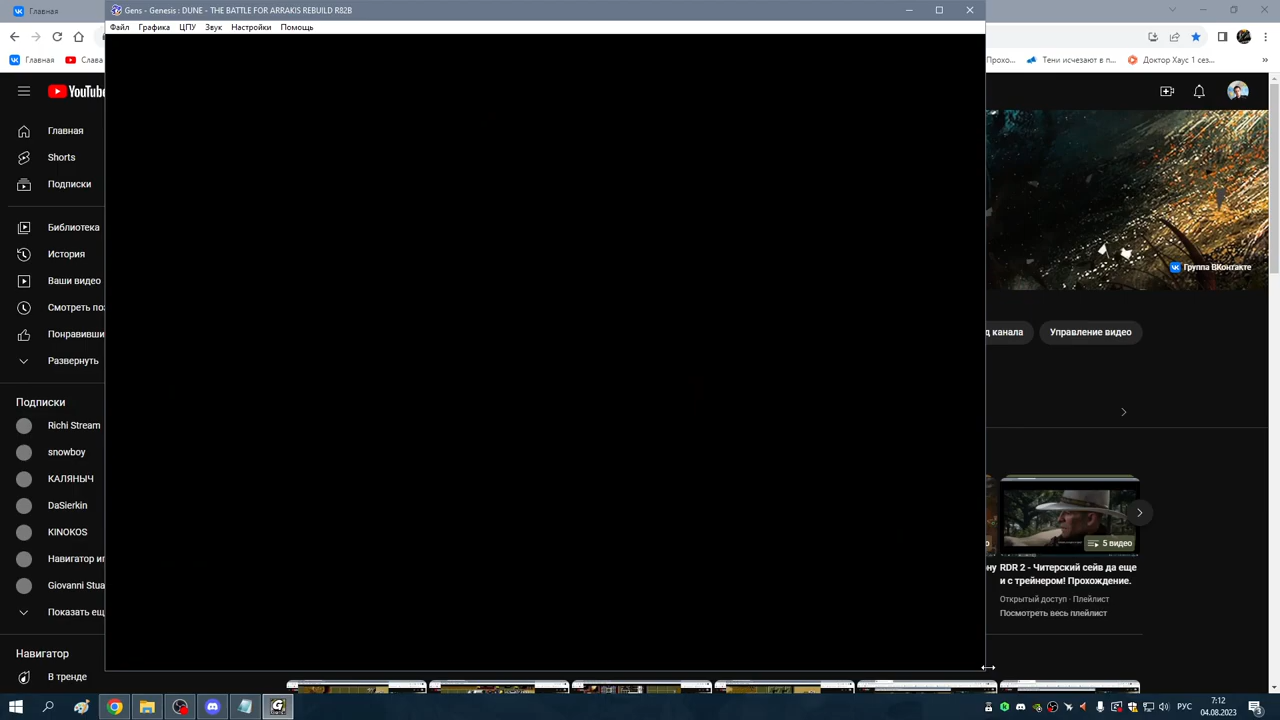 Главная
Gens - Genesis : DUNE - THE BATTLE FOR ARRAKIS REBUILD R82B
Файл Графика ЦПУ Звук Настройки Помощь
Главная Слава Прохо... Тени исчезают в п... Доктор Хаус 1 сез...
YouTube
Главная
Shorts
Подписки
Библиотека
История
Ваши видео
Смотреть по
Понравивши
Развернуть
Подписки
Richi Stream
snowboy
КАЛЯНЫЧ
DaSierkin
KINOKOS
Навигатор иг
Giovanni Stua
Показать ещ
Навигатор
В тренде
Группа ВКонтакте
д канала Управление видео
5 видео
RDR 2 - Читерский сейв да еще
и с трейнером! Прохождение.
Открытый доступ · Плейлист
Посмотреть весь плейлист
РУС
7:12
04.08.2023
3